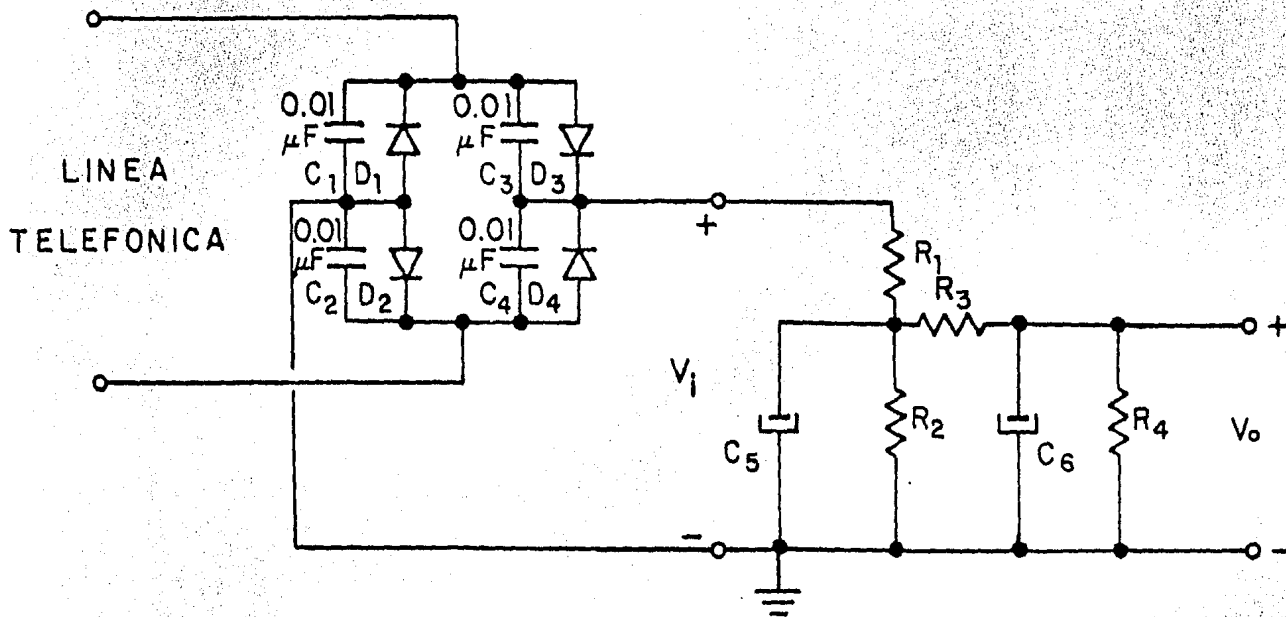 0.01 0.01
μF μF
C1 D1 C3 D3
LINEA
TELEFONICA
0.01 0.01
μF μF
C2 D2 C4 D4
+
R1
R3
+
Vi
C5 R2 C6 R4 Vo
-
-